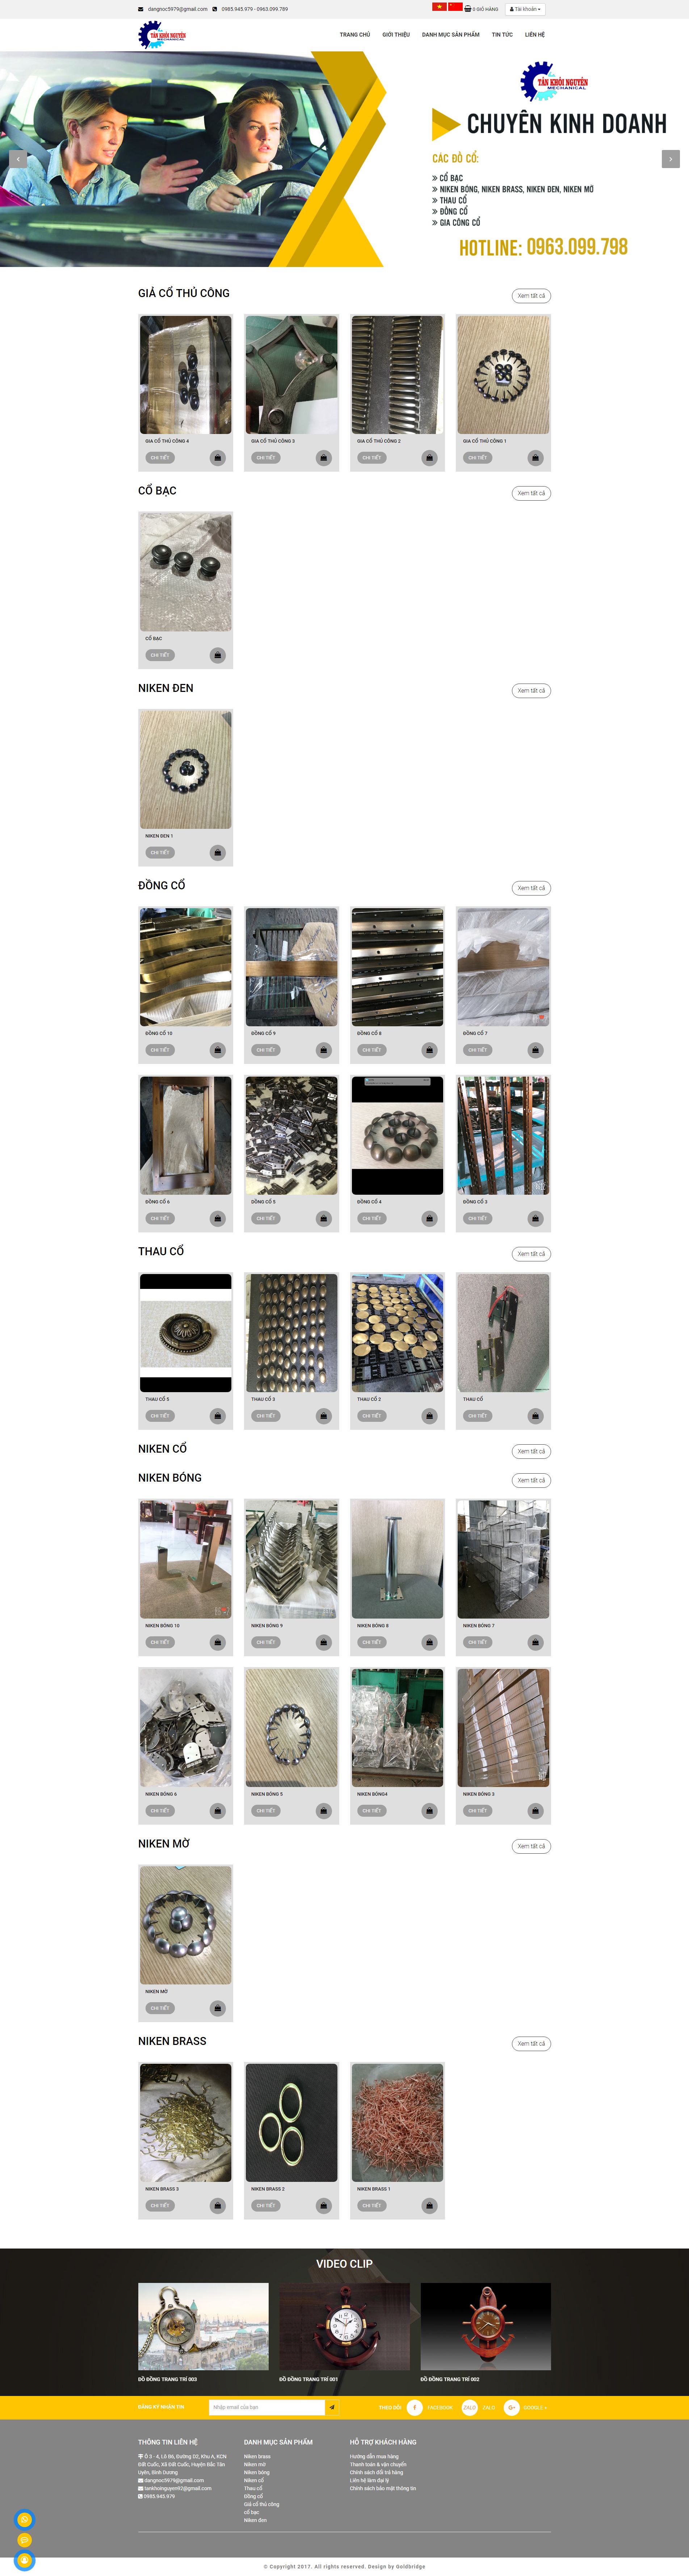 dangnoc5979@gmail.com 0985.945.979 - 0963.099.789 0 GIỎ HÀNG Tài khoản
TÂN KHÔI NGUYÊN
MECHANICAL
TRANG CHỦ GIỚI THIỆU DANH MỤC SẢN PHẨM TIN TỨC LIÊN HỆ
TÂN KHÔI NGUYÊN
MECHANICAL
CHUYÊN KINH DOANH
CÁC ĐỒ CỔ:
» CỔ BẠC
» NIKEN BÓNG, NIKEN BRASS, NIKEN ĐEN, NIKEN MỜ
» THAU CỔ
» ĐỒNG CỔ
» GIA CÔNG CỔ
HOTLINE: 0963.099.798
GIẢ CỔ THỦ CÔNG Xem tất cả
GIA CỔ THỦ CÔNG 4 GIA CỔ THỦ CÔNG 3 GIA CỔ THỦ CÔNG 2 GIA CỔ THỦ CÔNG 1
CHI TIẾT CHI TIẾT CHI TIẾT CHI TIẾT
CỔ BẠC Xem tất cả
CỔ BẠC
CHI TIẾT
NIKEN ĐEN Xem tất cả
NIKEN ĐEN 1
CHI TIẾT
ĐỒNG CỔ Xem tất cả
ĐỒNG CỔ 10 ĐỒNG CỔ 9 ĐỒNG CỔ 8 ĐỒNG CỔ 7
CHI TIẾT CHI TIẾT CHI TIẾT CHI TIẾT
ĐỒNG CỔ 6 ĐỒNG CỔ 5 ĐỒNG CỔ 4 ĐỒNG CỔ 3
CHI TIẾT CHI TIẾT CHI TIẾT CHI TIẾT
THAU CỔ Xem tất cả
THAU CỔ 5 THAU CỔ 3 THAU CỔ 2 THAU CỔ
CHI TIẾT CHI TIẾT CHI TIẾT CHI TIẾT
NIKEN CỔ Xem tất cả
NIKEN BÓNG Xem tất cả
NIKEN BÓNG 10 NIKEN BÓNG 9 NIKEN BÓNG 8 NIKEN BÓNG 7
CHI TIẾT CHI TIẾT CHI TIẾT CHI TIẾT
NIKEN BÓNG 6 NIKEN BÓNG 5 NIKEN BÓNG4 NIKEN BÓNG 3
CHI TIẾT CHI TIẾT CHI TIẾT CHI TIẾT
NIKEN MỜ Xem tất cả
NIKEN MỜ
CHI TIẾT
NIKEN BRASS Xem tất cả
NIKEN BRASS 3 NIKEN BRASS 2 NIKEN BRASS 1
CHI TIẾT CHI TIẾT CHI TIẾT
VIDEO CLIP
ĐỒ ĐỒNG TRANG TRÍ 003 ĐỒ ĐỒNG TRANG TRÍ 001 ĐỒ ĐỒNG TRANG TRÍ 002
ĐĂNG KÝ NHẬN TIN Nhập email của bạn THEO DÕI FACEBOOK ZALO ZALO GOOGLE +
THÔNG TIN LIÊN HỆ
Ô 3 - 4, Lô B6, Đường D2, Khu A, KCN
Đất Cuốc, Xã Đất Cuốc, Huyện Bắc Tân
Uyên, Bình Dương
dangnoc5979@gmail.com
tankhoinguyen82@gmail.com
0985.945.979
DANH MỤC SẢN PHẨM
Niken brass
Niken mờ
Niken bóng
Niken cổ
Thau cổ
Đồng cổ
Giả cổ thủ công
cổ bạc
Niken đen
HỖ TRỢ KHÁCH HÀNG
Hướng dẫn mua hàng
Thanh toán & vận chuyển
Chính sách đổi trả hàng
Liên hệ làm đại lý
Chính sách bảo mật thông tin
© Copyright 2017. All rights reserved. Design by Goldbridge